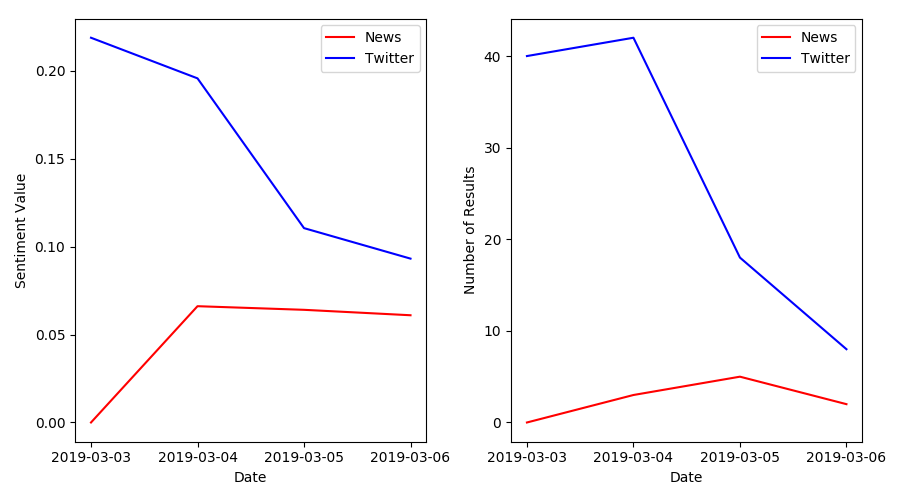 News
Twitter
0.20
0.15
0.10
0.05
0.00
Sentiment Value
2019-03-03
2019-03-04
2019-03-05
2019-03-06
Date
News
Twitter
40
30
20
10
0
Number of Results
2019-03-03
2019-03-04
2019-03-05
2019-03-06
Date